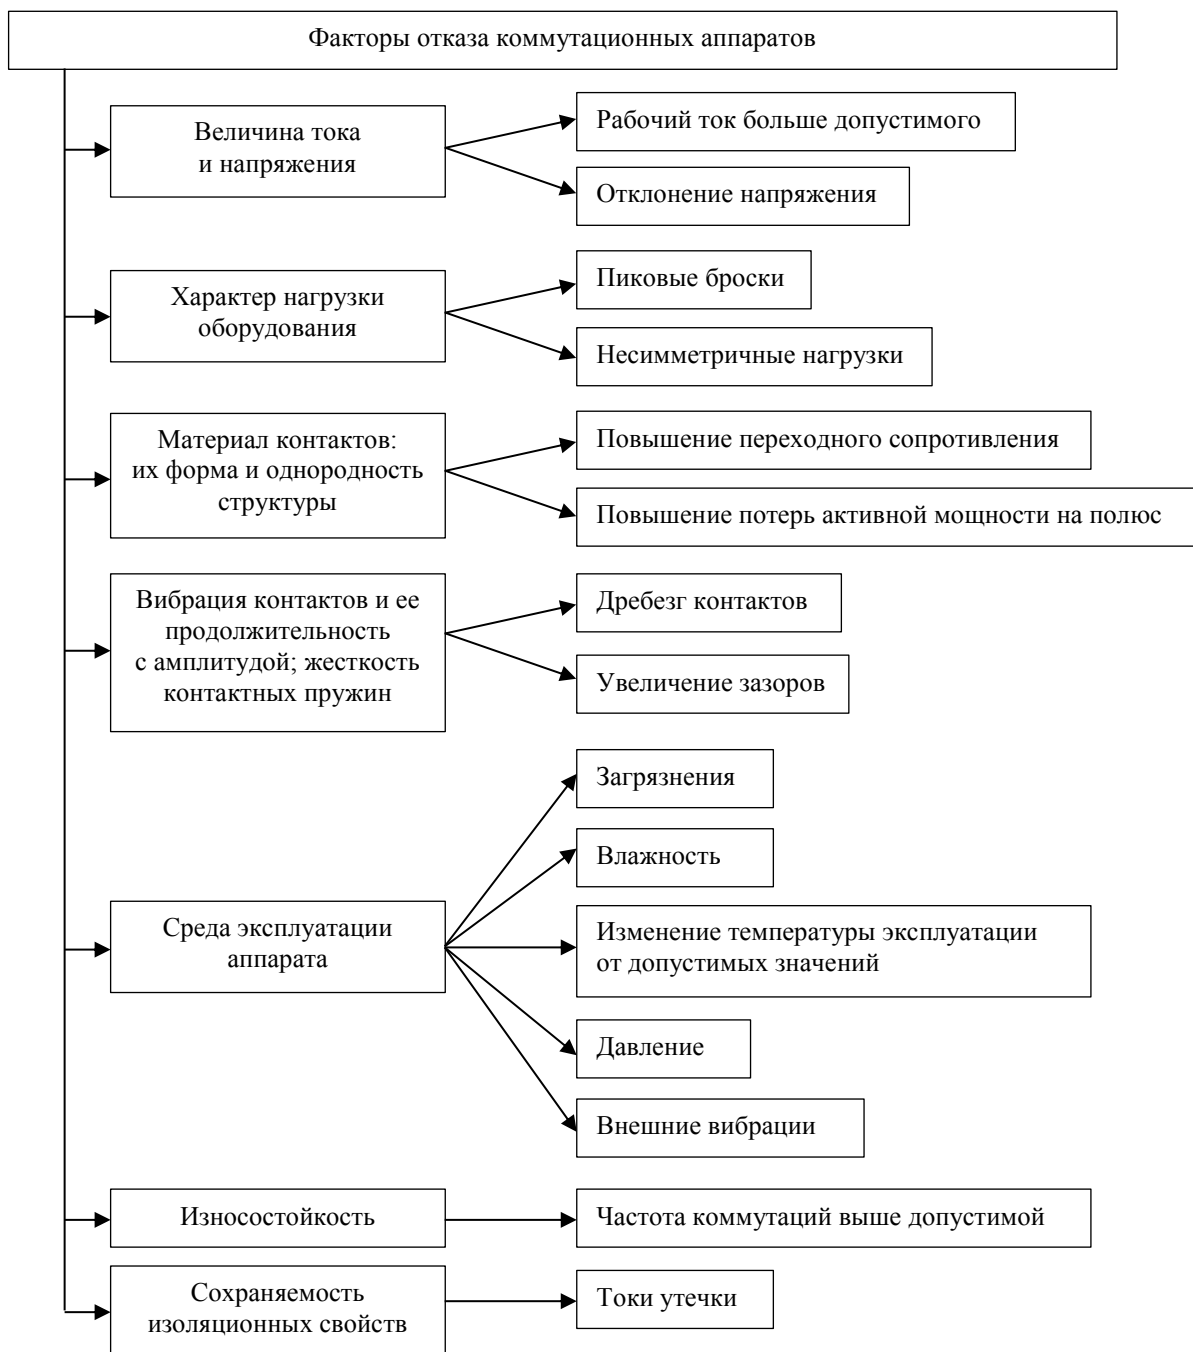 Факторы отказа коммутационных аппаратов
Величина тока
и напряжения
Рабочий ток больше допустимого
Отклонение напряжения
Характер нагрузки
оборудования
Пиковые броски
Несимметричные нагрузки
Материал контактов:
их форма и однородность
структуры
Повышение переходного сопротивления
Повышение потерь активной мощности на полюс
Вибрация контактов и ее
продолжительность
с амплитудой; жесткость
контактных пружин
Дребезг контактов
Увеличение зазоров
Среда эксплуатации
аппарата
Загрязнения
Влажность
Изменение температуры эксплуатации
от допустимых значений
Давление
Внешние вибрации
Износостойкость
Частота коммутаций выше допустимой
Сохраняемость
изоляционных свойств
Токи утечки